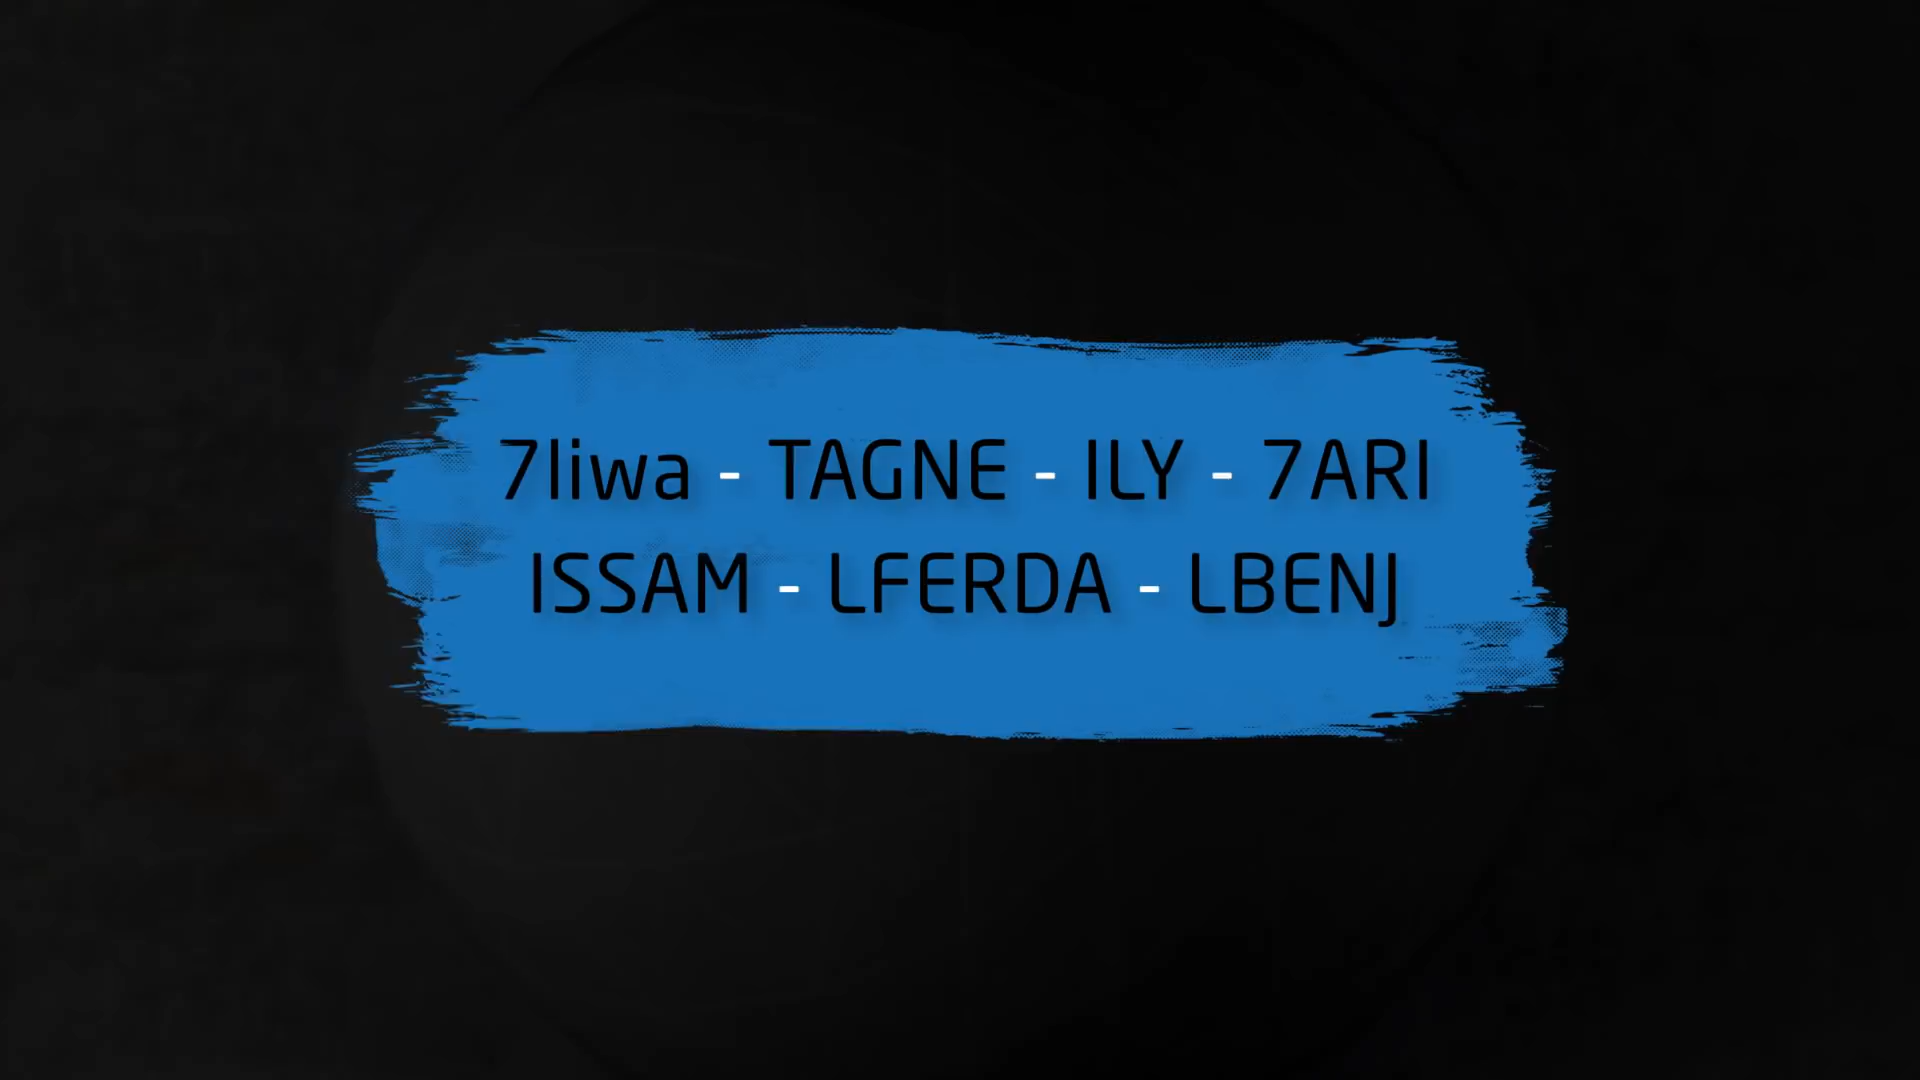 7liwa - TAGNE - ILY - 7ARI
ISSAM - LFERDA - LBENJ